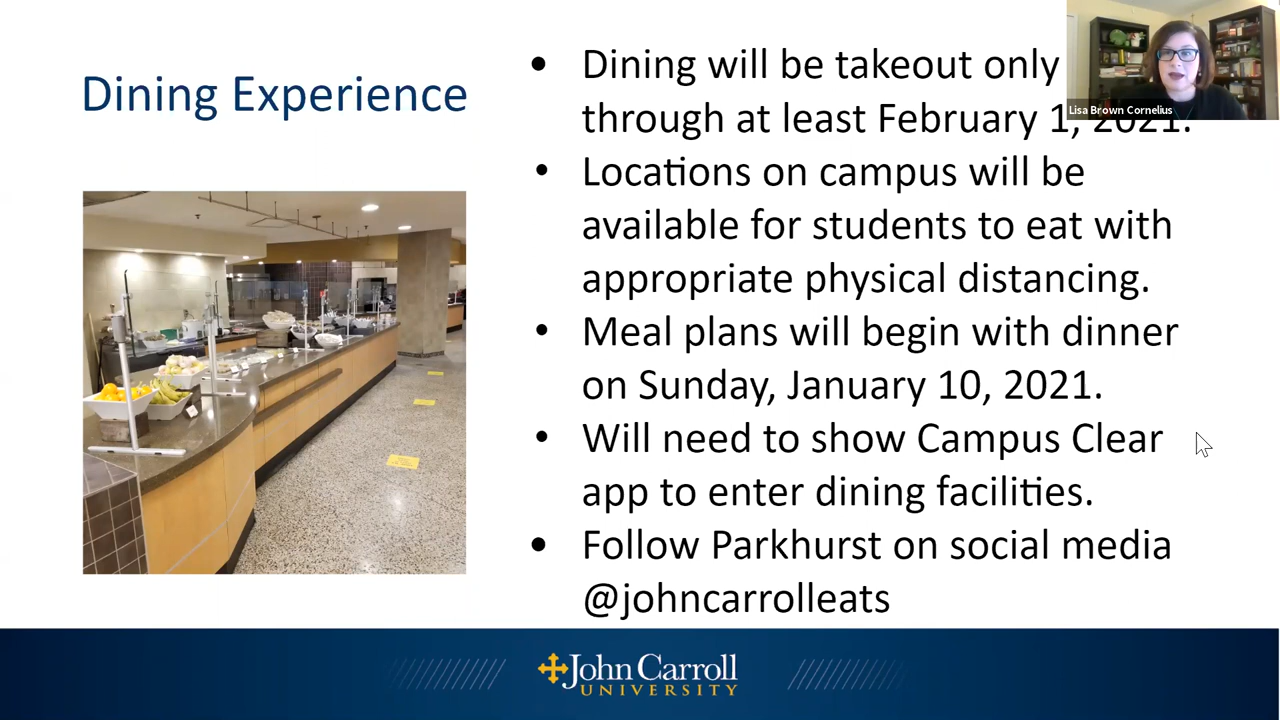 Dining Experience
• Dining will be takeout only
through at least February 1, 2021.
• Locations on campus will be
available for students to eat with
appropriate physical distancing.
• Meal plans will begin with dinner
on Sunday, January 10, 2021.
• Will need to show Campus Clear
app to enter dining facilities.
• Follow Parkhurst on social media
@johncarrolleats
Lisa Brown Cornelius
John Carroll
UNIVERSITY